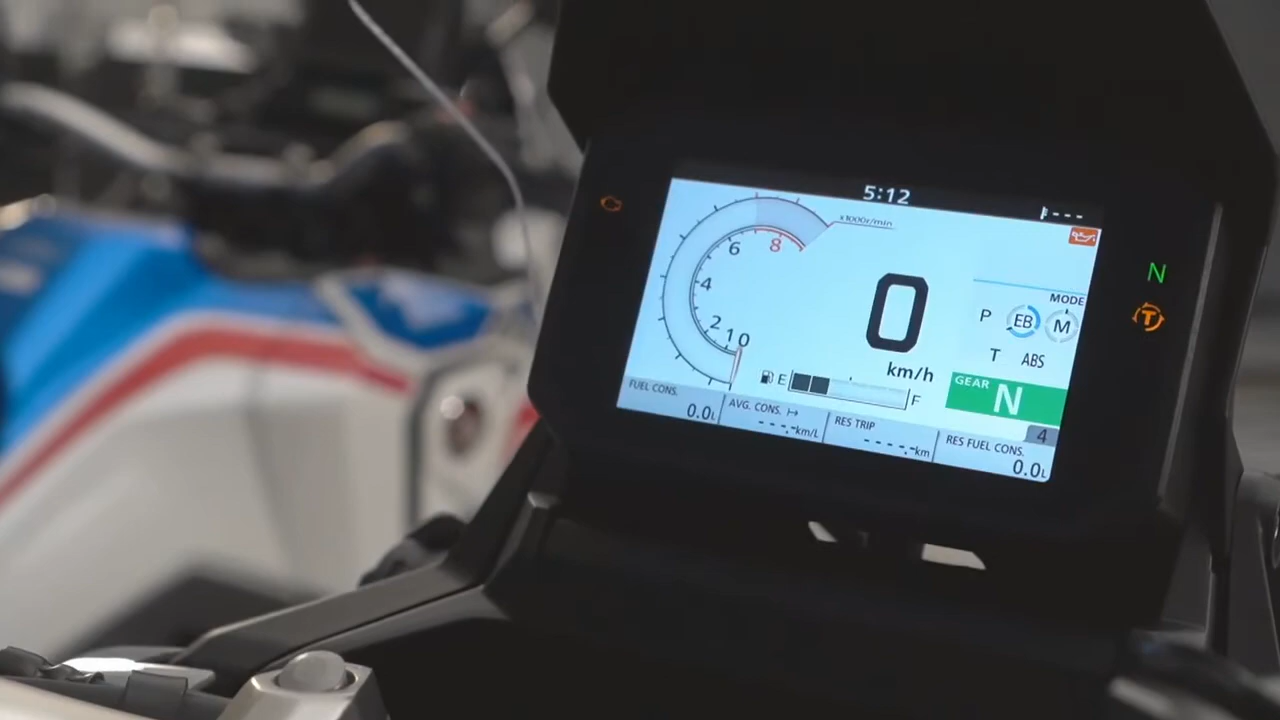 5:12
x1000r/min
6 8
4
2
1 0
0
km/h
MODE
P EB M
T ABS
GEAR N
4
E F
FUEL CONS.
0.0L
AVG. CONS.
---.-km/L
RES TRIP
----.-km
RES FUEL CONS.
0.0L
N
T